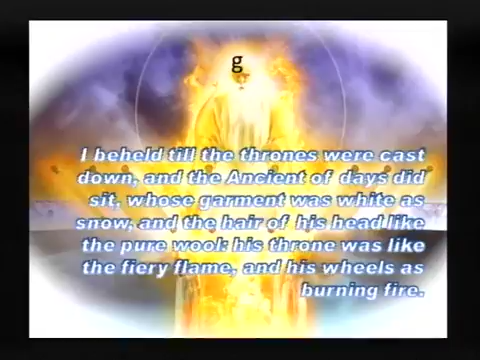 g
I beheld till the thrones were cast
down, and the Ancient of days did
sit, whose garment was white as
snow, and the hair of his head like
the pure wool: his throne was like
the fiery flame, and his wheels as
burning fire.